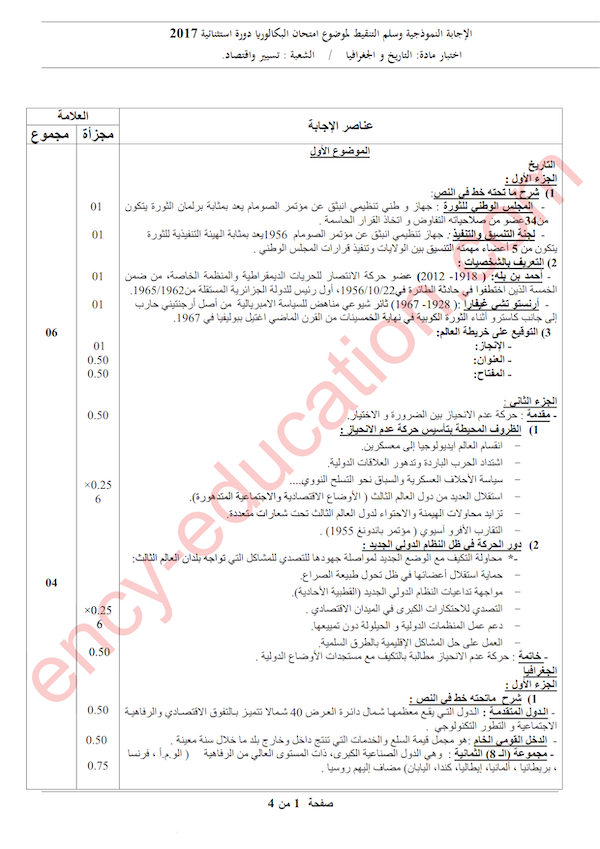 الإجابة النموذجية وسلم التنقيط لموضوع امتحان البكالوريا دورة استثنائية 2017
اختبار مادة: التاريخ و الجغرافيا / الشعبة : تسيير واقتصاد.
العلامة
عناصر الإجابة
مجموع مجزأة
الموضوع الأول
التاريخ
الجزء الأول :
1) شرح ما تحته خط في النص:
- المجلس الوطني للثورة : جهاز و طني تنظيمي انبثق عن مؤتمر الصومام يعد بمثابة برلمان الثورة يتكون 01
من34عضو من صلاحياته التفاوض و اتخاذ القرار الحاسمة .
- لجنة التنسيق والتنفيذ : جهاز تنظيمي انبثق عن مؤتمر الصومام 1956يعد بمثابة الهيئة التنفيذية للثورة 01
يتكون من 5 أعضاء مهمته التنسيق بين الولايات وتنفيذ قرارات المجلس الوطني .
2) التعريف بالشخصيات :
- أحمد بن بله: ( 1918- 2012) عضو حركة الانتصار للحريات الديمقراطية والمنظمة الخاصة، من ضمن 01
الخمسة الذين اختطفوا في حادثة الطائرة في1956/10/22، أول رئيس للدولة الجزائرية المستقلة من1965/1962.
- أرنستو تشي غيفارا :( 1928- 1967) ثائر شيوعي مناهض للسياسة الامبريالية من أصل أرجنتيني حارب 01
إلى جانب كاسترو أثناء الثورة الكوبية في نهاية الخمسينات من القرن الماضي اغتيل ببوليفيا في 1967.
3) التوقيع على خريطة العالم: 06
- الإنجاز: 01
- العنوان: 0.50
- المفتاح: 0.50
الجزء الثاني :
- مقدمة : حركة عدم الانحياز بين الضرورة و الاختيار. 0.50
1) الظروف المحيطة بتأسيس حركة عدم الانحياز :
– انقسام العالم ايديولوجيا إلى معسكرين.
– اشتداد الحرب الباردة وتدهور العلاقات الدولية.
– سياسة الأحلاف العسكرية والسباق نحو التسلح النووي.... ×0.25
– استقلال العديد من دول العالم الثالث ( الأوضاع الاقتصادية والاجتماعية المتدهورة). 6
– تزايد محاولات الهيمنة والاحتواء لدول العالم الثالث تحت شعارات متعددة.
– التقارب الأفرو آسيوي ( مؤتمر باندونغ 1955) .
2) دور الحركة في ظل النظام الدولي الجديد :
-* محاولة التكيف مع الوضع الجديد لمواصلة جهودها للتصدي للمشاكل التي تواجه بلدان العالم الثالث:
– حماية استقلال أعضائها في ظل تحول طبيعة الصراع. 04
– مواجهة تداعيات النظام الدولي الجديد (القطبية الأحادية).
– التصدي للاحتكارات الكبرى في الميدان الاقتصادي . ×0.25
– دعم عمل المنظمات الدولية و الحيلولة دون تمييعها. 6
– العمل على حل المشاكل الإقليمية بالطرق السلمية.
- خاتمة : حركة عدم الانحياز مطالبة بالتكيف مع مستجدات الأوضاع الدولية . 0.50
الجغرافيا
الجزء الأول :
1) شرح ماتحته خط في النص :
- الدول المتقدمة : الدول التي يقع معظمها شمال دائرة العرض 40 شمالا تتميز بالتفوق الاقتصادي والرفاهية 0.50
الاجتماعية و التطور التكنولوجي .
- الدخل القومي الخام :هو مجمل قيمة السلع والخدمات التي تنتج داخل وخارج بلد ما خلال سنة معينة . 0.50
- مجموعة (الـ 8) الثمانية : وهي الدول الصناعية الكبرى، ذات المستوى العالي من الرفاهية ( الو.م.أ ، فرنسا
، بريطانيا ، ألمانيا، إيطاليا، كندا، اليابان) مضاف إليهم روسيا . 0.75
صفحة 1 من 4
ency-education.com